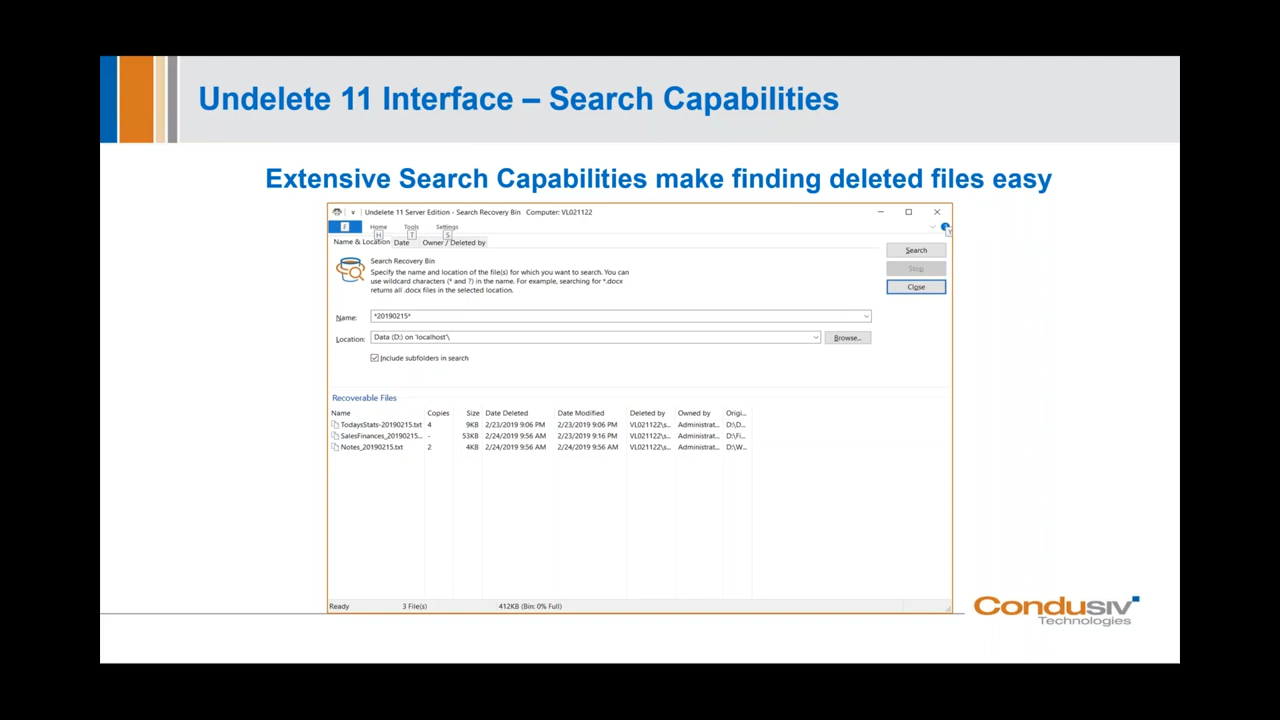 Undelete 11 Interface – Search Capabilities
Extensive Search Capabilities make finding deleted files easy
Undelete 11 Server Edition - Search Recovery Bin Computer: VL021122
F Home Tools Settings
H T S Y
Name & Location Date Owner / Deleted by
Search Recovery Bin
Specify the name and location of the file(s) for which you want to search. You can
use wildcard characters (* and ?) in the name. For example, searching for *.docx
returns all .docx files in the selected location.
Search
Stop
Close
Name: *20190215*
Location: Data (D:) on 'localhost'\ Browse...
Include subfolders in search
Recoverable Files
Name Copies Size Date Deleted Date Modified Deleted by Owned by Origi...
TodaysStats-20190215.txt 4 9KB 2/23/2019 9:06 PM 2/23/2019 9:06 PM VL021122\s... Administrat... D:\D...
SalesFinances_20190215... - 53KB 2/24/2019 9:56 AM 2/23/2019 9:16 PM VL021122\s... Administrat... D:\Fi...
Notes_20190215.txt 2 4KB 2/24/2019 9:56 AM 2/24/2019 9:56 AM VL021122\s... Administrat... D:\W...
Ready 3 File(s) 412KB (Bin: 0% Full)
Condusiv
Technologies